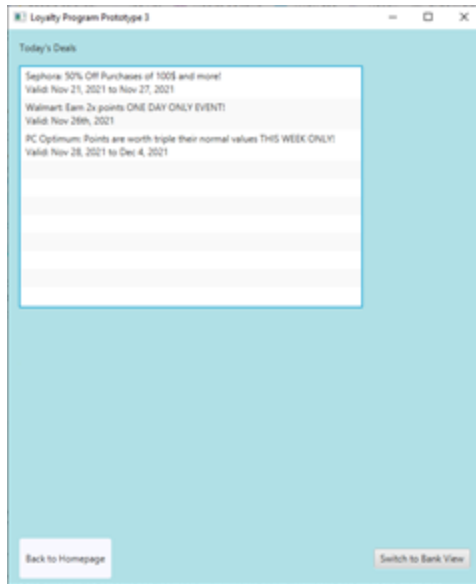 Loyalty Program Prototype 3
Today's Deals
Sephora: 50% Off Purchases of 100$ and more!
Valid: Nov 21, 2021 to Nov 27, 2021
Walmart: Earn 2x points ONE DAY ONLY EVENT!
Valid: Nov 26th, 2021
PC Optimum: Points are worth triple their normal values THIS WEEK ONLY!
Valid: Nov 28, 2021 to Dec 4, 2021
Back to Homepage
Switch to Bank View